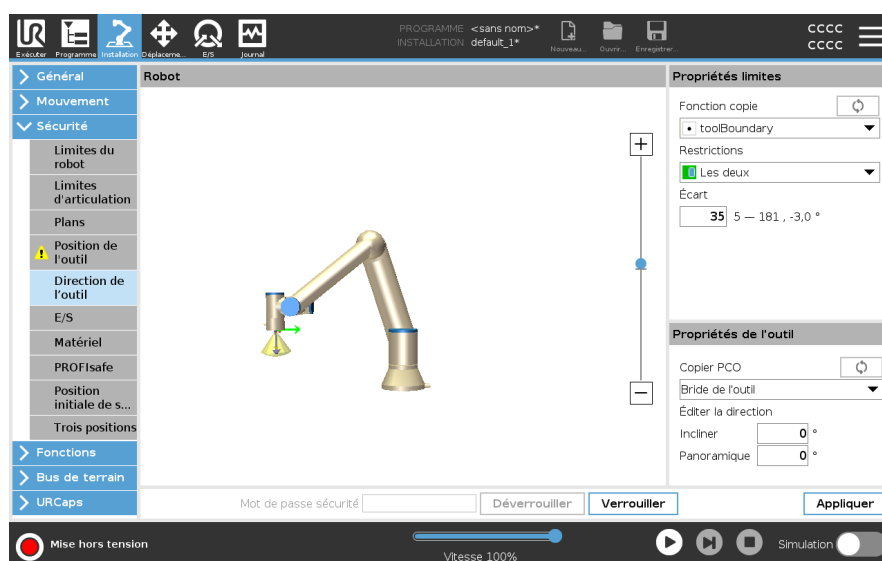 PROGRAMME <sans nom>*
INSTALLATION default_1*
Exécuter Programme Installation Déplaceme... E/S Journal
Nouveau... Ouvrir... Enregistrer...
CCCC
CCCC
Général
Mouvement
Sécurité
Limites du
robot
Limites
d'articulation
Plans
Position de
l'outil
Direction de
l'outil
E/S
Matériel
PROFIsafe
Position
initiale de s...
Trois positions
Fonctions
Bus de terrain
URCaps
Robot
Propriétés limites
Fonction copie
toolBoundary
Restrictions
Les deux
Écart
35 5 — 181 , -3,0 °
Propriétés de l'outil
Copier PCO
Bride de l'outil
Éditer la direction
Incliner 0 °
Panoramique 0 °
Mot de passe sécurité Déverrouiller Verrouiller Appliquer
Mise hors tension
Vitesse 100%
Simulation